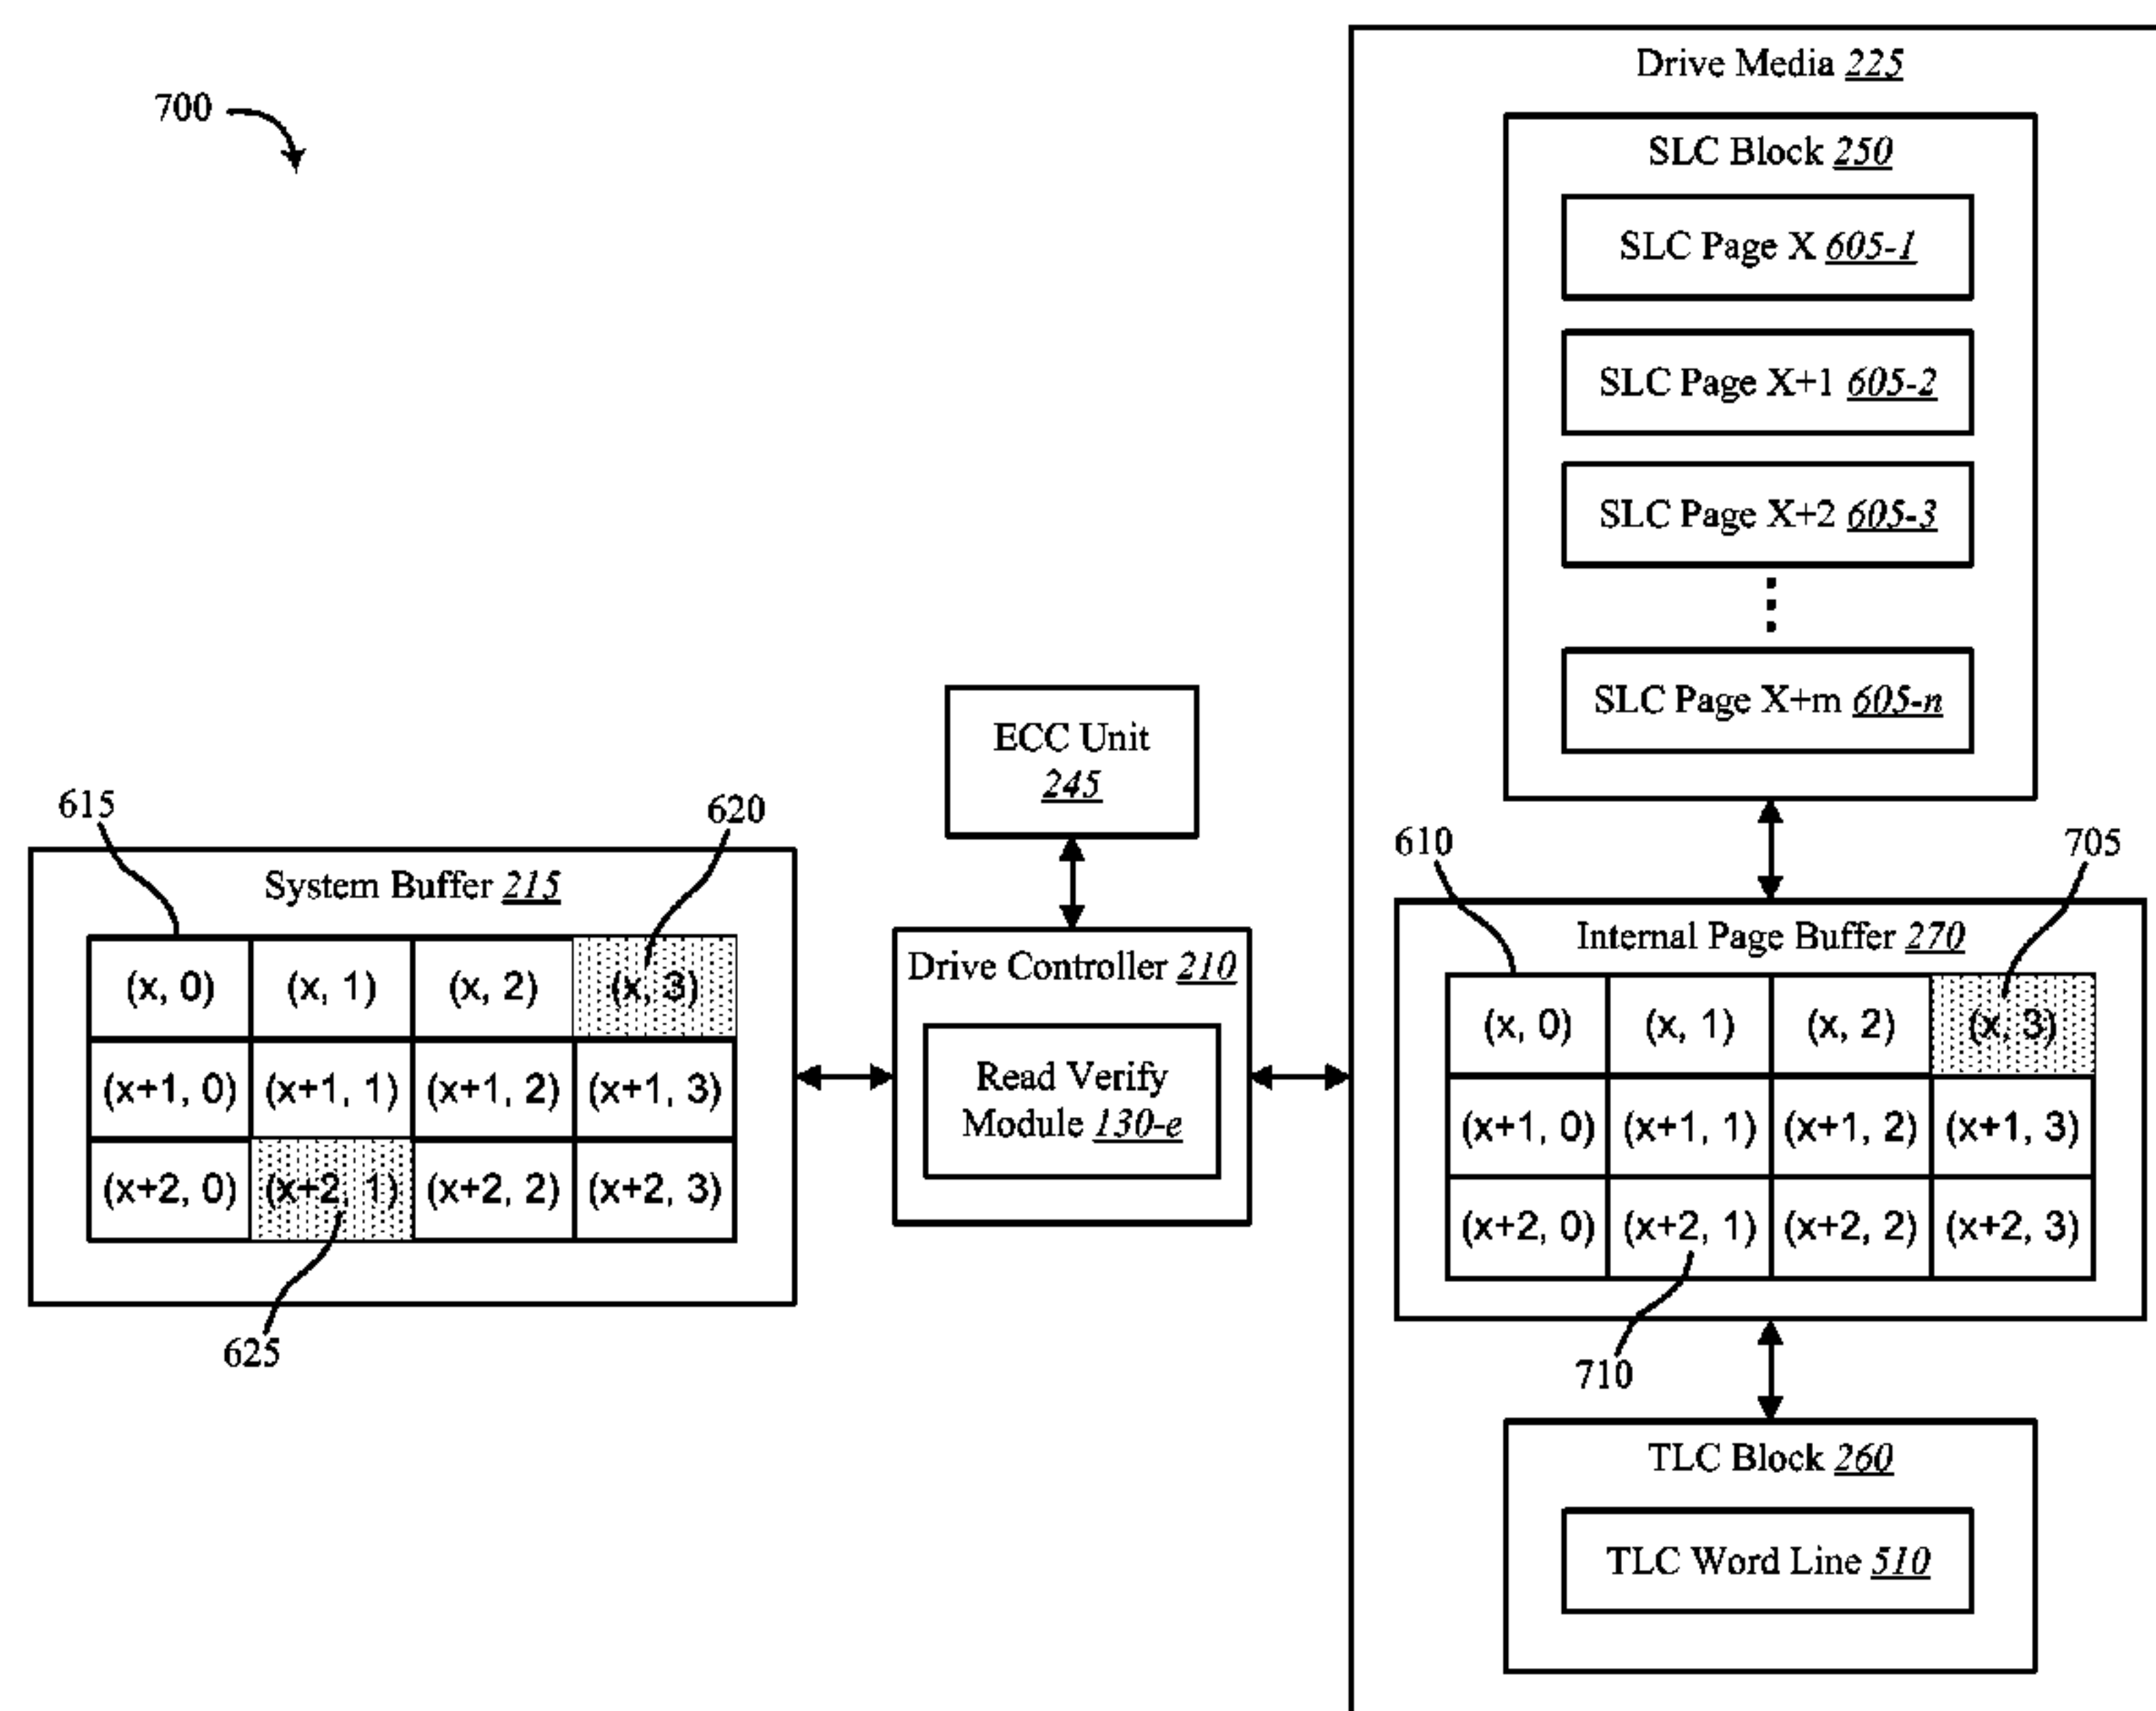 700
Drive Media 225
SLC Block 250
SLC Page X 605-1
SLC Page X+1 605-2
SLC Page X+2 605-3
SLC Page X+m 605-n
ECC Unit
245
615
620
System Buffer 215
(x, 0) (x, 1) (x, 2) (x, 3)
(x+1, 0) (x+1, 1) (x+1, 2) (x+1, 3)
(x+2, 0) (x+2, 1) (x+2, 2) (x+2, 3)
625
Drive Controller 210
Read Verify
Module 130-e
610
705
Internal Page Buffer 270
(x, 0) (x, 1) (x, 2) (x, 3)
(x+1, 0) (x+1, 1) (x+1, 2) (x+1, 3)
(x+2, 0) (x+2, 1) (x+2, 2) (x+2, 3)
710
TLC Block 260
TLC Word Line 510